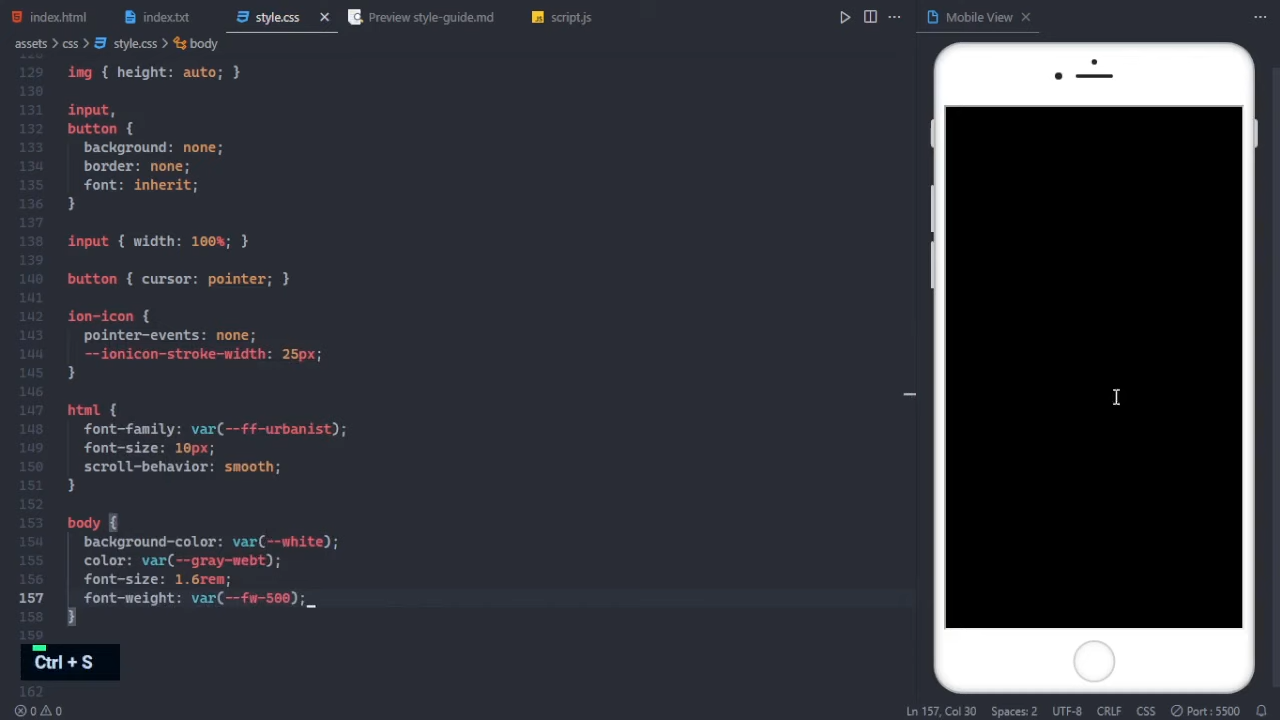 index.html
index.txt
style.css
Preview style-guide.md
script.js
Mobile View
assets > css > style.css > body
129 img { height: auto; }
130
131 input,
132 button {
133 background: none;
134 border: none;
135 font: inherit;
136 }
137
138 input { width: 100%; }
139
140 button { cursor: pointer; }
141
142 ion-icon {
143 pointer-events: none;
144 --ionicon-stroke-width: 25px;
145 }
146
147 html {
148 font-family: var(--ff-urbanist);
149 font-size: 10px;
150 scroll-behavior: smooth;
151 }
152
153 body {
154 background-color: var(--white);
155 color: var(--gray-webt);
156 font-size: 1.6rem;
157 font-weight: var(--fw-500);
158 }
159
Ctrl + S
162
0 0 Ln 157, Col 30 Spaces: 2 UTF-8 CRLF CSS Port : 5500